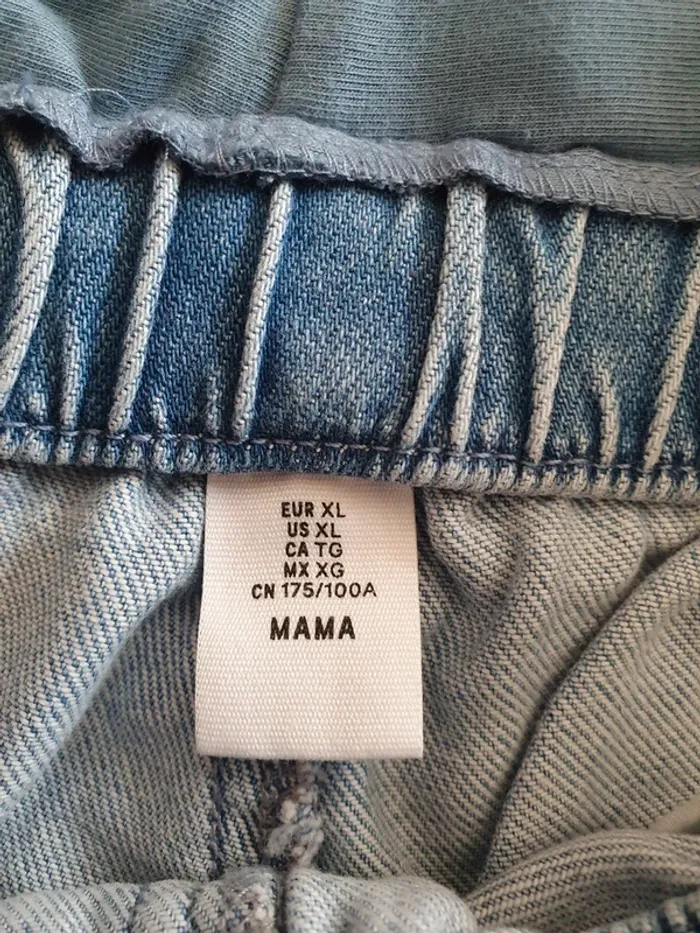 EUR XL
US XL
CA TG
MX XG
CN 175/100A
MAMA